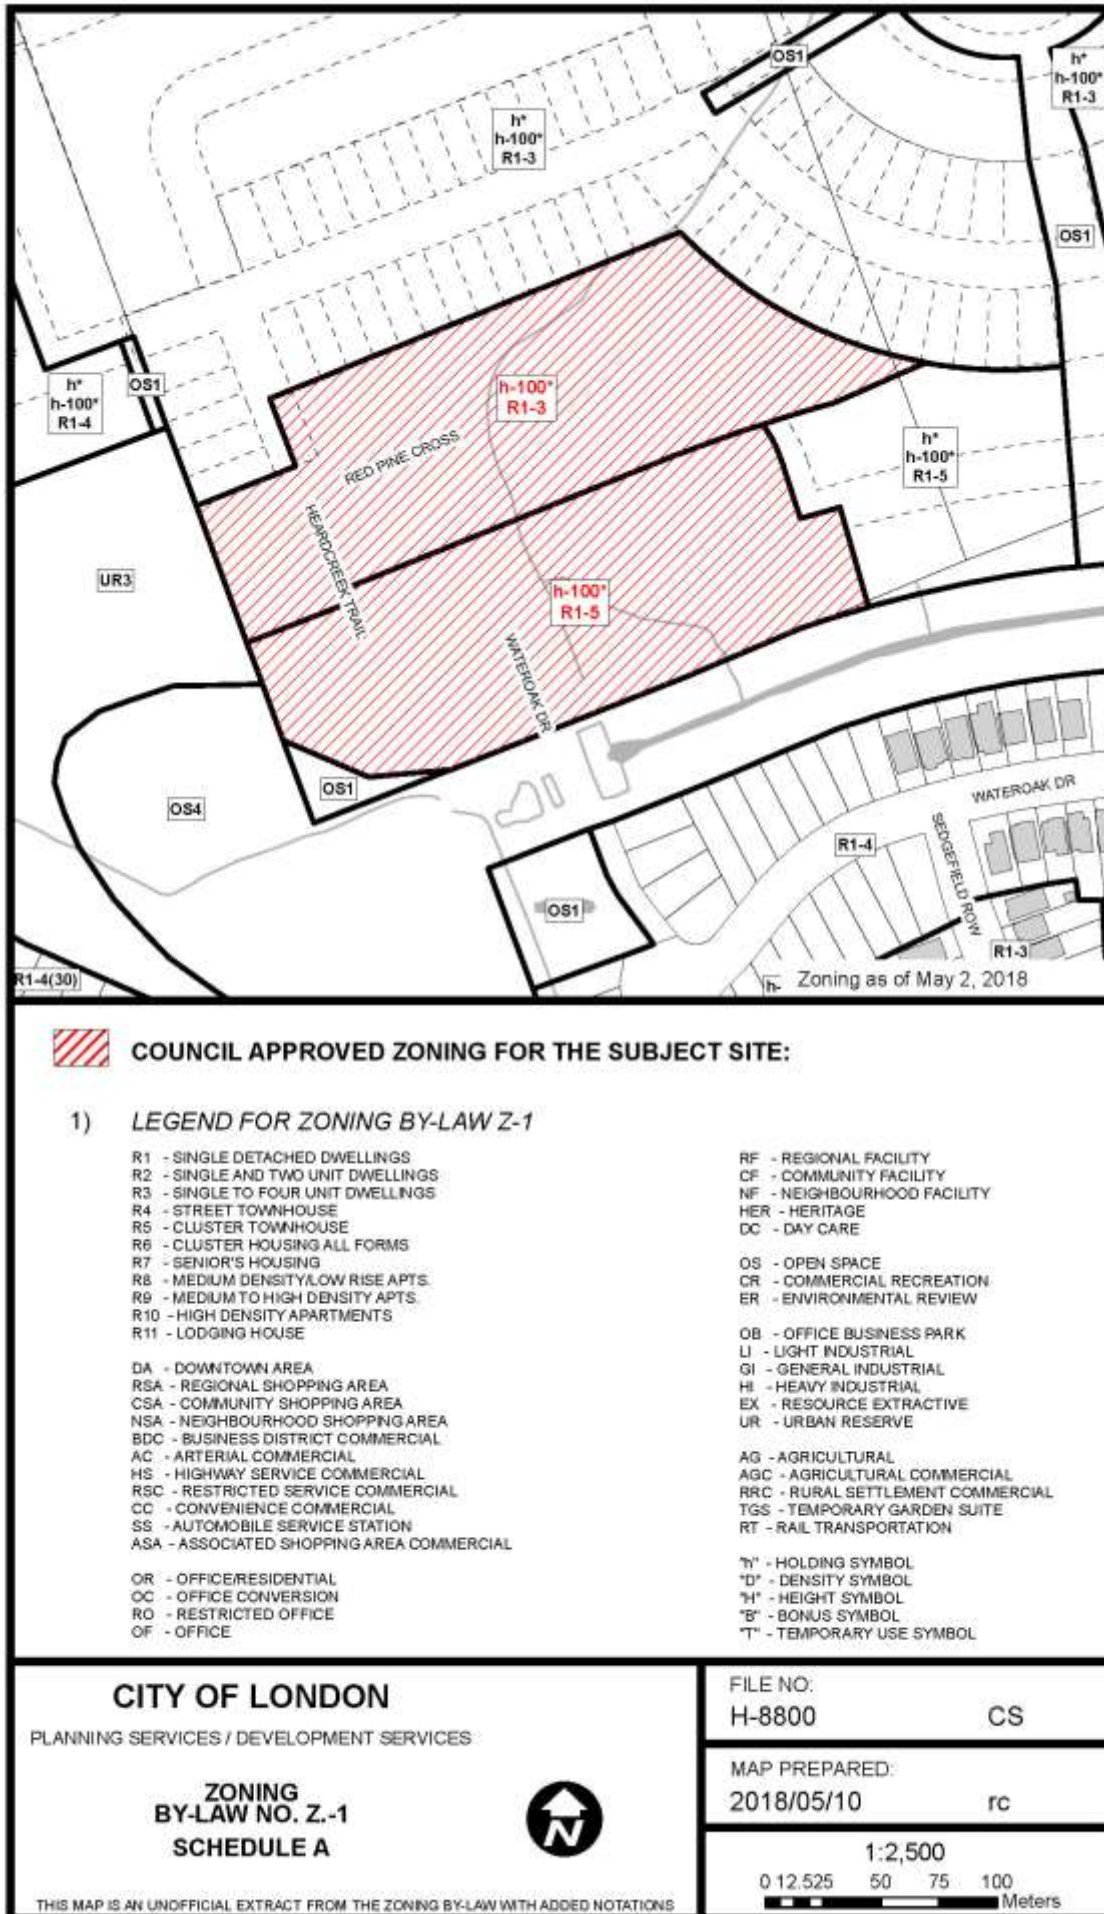 OS1
h*
h-100*
R1-3
h*
h-100*
R1-3
OS1
h*
h-100*
R1-4
OS1
h-100*
R1-3
RED PINE CROSS
h*
h-100*
R1-5
HEARDCREEK TRAIL
UR3
h-100*
R1-5
WATEROAK DR
OS1
OS4
WATEROAK DR
SEDGEFIELD ROW
R1-4
OS1
R1-3
R1-4(30)
h-
Zoning as of May 2, 2018
COUNCIL APPROVED ZONING FOR THE SUBJECT SITE:
1) LEGEND FOR ZONING BY-LAW Z-1
R1 - SINGLE DETACHED DWELLINGS
R2 - SINGLE AND TWO UNIT DWELLINGS
R3 - SINGLE TO FOUR UNIT DWELLINGS
R4 - STREET TOWNHOUSE
R5 - CLUSTER TOWNHOUSE
R6 - CLUSTER HOUSING ALL FORMS
R7 - SENIOR'S HOUSING
R8 - MEDIUM DENSITY/LOW RISE APTS.
R9 - MEDIUM TO HIGH DENSITY APTS.
R10 - HIGH DENSITY APARTMENTS
R11 - LODGING HOUSE
DA - DOWNTOWN AREA
RSA - REGIONAL SHOPPING AREA
CSA - COMMUNITY SHOPPING AREA
NSA - NEIGHBOURHOOD SHOPPING AREA
BDC - BUSINESS DISTRICT COMMERCIAL
AC - ARTERIAL COMMERCIAL
HS - HIGHWAY SERVICE COMMERCIAL
RSC - RESTRICTED SERVICE COMMERCIAL
CC - CONVENIENCE COMMERCIAL
SS - AUTOMOBILE SERVICE STATION
ASA - ASSOCIATED SHOPPING AREA COMMERCIAL
OR - OFFICE/RESIDENTIAL
OC - OFFICE CONVERSION
RO - RESTRICTED OFFICE
OF - OFFICE
RF - REGIONAL FACILITY
CF - COMMUNITY FACILITY
NF - NEIGHBOURHOOD FACILITY
HER - HERITAGE
DC - DAY CARE
OS - OPEN SPACE
CR - COMMERCIAL RECREATION
ER - ENVIRONMENTAL REVIEW
OB - OFFICE BUSINESS PARK
LI - LIGHT INDUSTRIAL
GI - GENERAL INDUSTRIAL
HI - HEAVY INDUSTRIAL
EX - RESOURCE EXTRACTIVE
UR - URBAN RESERVE
AG - AGRICULTURAL
AGC - AGRICULTURAL COMMERCIAL
RRC - RURAL SETTLEMENT COMMERCIAL
TGS - TEMPORARY GARDEN SUITE
RT - RAIL TRANSPORTATION
"h" - HOLDING SYMBOL
"D" - DENSITY SYMBOL
"H" - HEIGHT SYMBOL
"B" - BONUS SYMBOL
"T" - TEMPORARY USE SYMBOL
CITY OF LONDON
PLANNING SERVICES / DEVELOPMENT SERVICES
ZONING
BY-LAW NO. Z.-1
SCHEDULE A
N
THIS MAP IS AN UNOFFICIAL EXTRACT FROM THE ZONING BY-LAW WITH ADDED NOTATIONS
FILE NO:
H-8800 CS
MAP PREPARED:
2018/05/10 rc
1:2,500
0 12.525 50 75 100
Meters